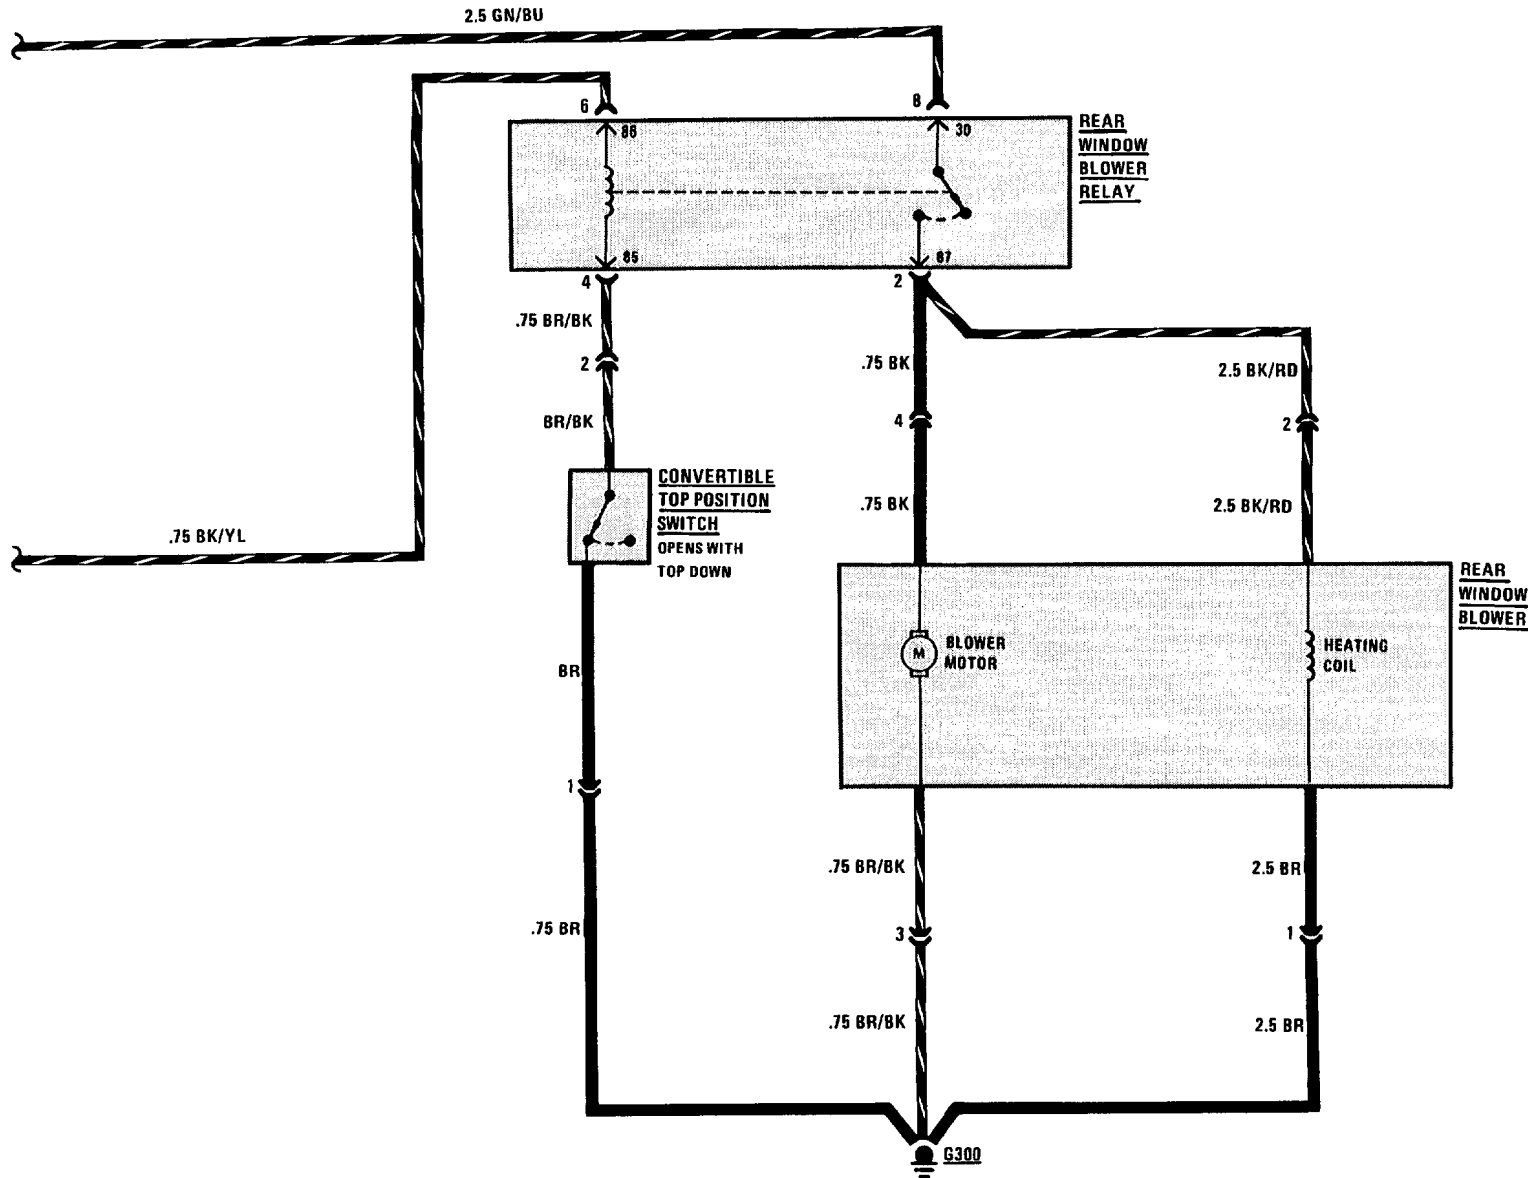 2.5 GN/BU
6
8
86
30
REAR
WINDOW
BLOWER
RELAY
85
87
4
2
.75 BR/BK
2
BR/BK
.75 BK
4
.75 BK
2.5 BK/RD
2
2.5 BK/RD
CONVERTIBLE
TOP POSITION
SWITCH
OPENS WITH
TOP DOWN
.75 BK/YL
REAR
WINDOW
BLOWER
M
BLOWER
MOTOR
HEATING
COIL
BR
1
.75 BR
.75 BR/BK
3
.75 BR/BK
2.5 BR
1
2.5 BR
G300